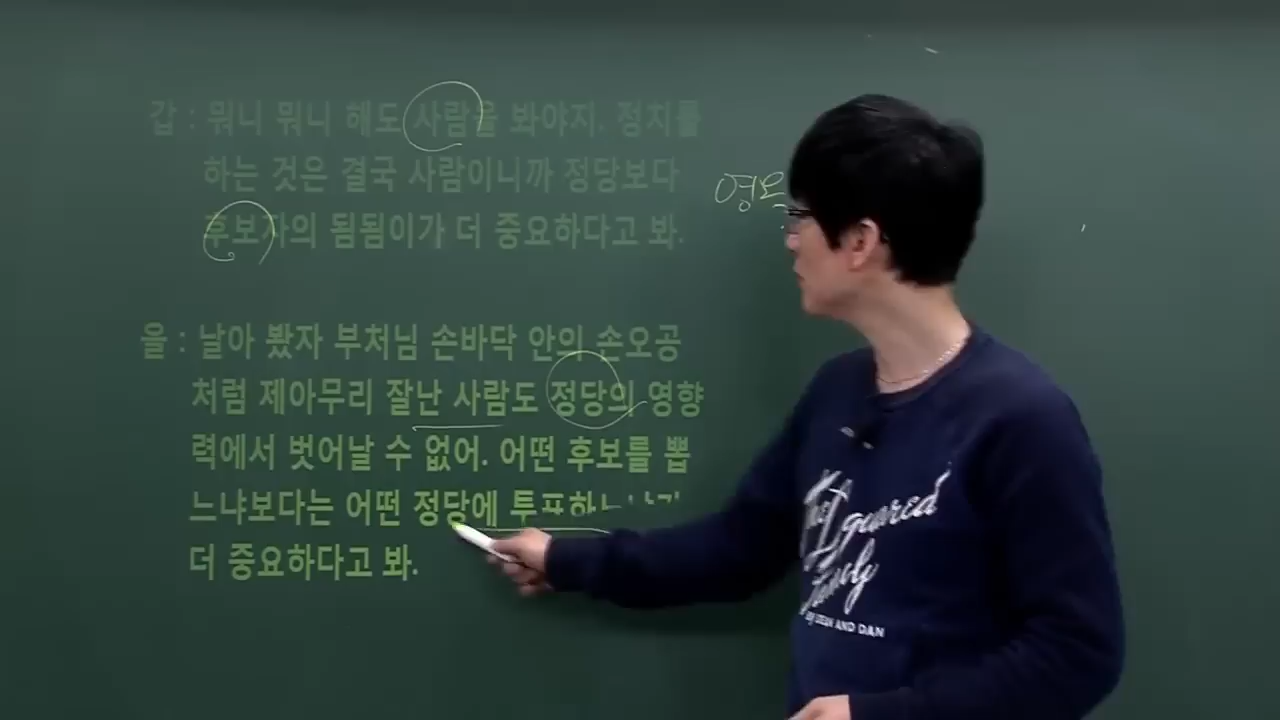 갑 : 뭐니 뭐니 해도 사람을 봐야지. 정치를
하는 것은 결국 사람이니까 정당보다
후보자의 됨됨이가 더 중요하다고 봐.
을 : 날아 봤자 부처님 손바닥 안의 손오공
처럼 제아무리 잘난 사람도 정당의 영향
력에서 벗어날 수 없어. 어떤 후보를 뽑
느냐보다는 어떤 정당에 투표하느냐가
더 중요하다고 봐.
AND DAN